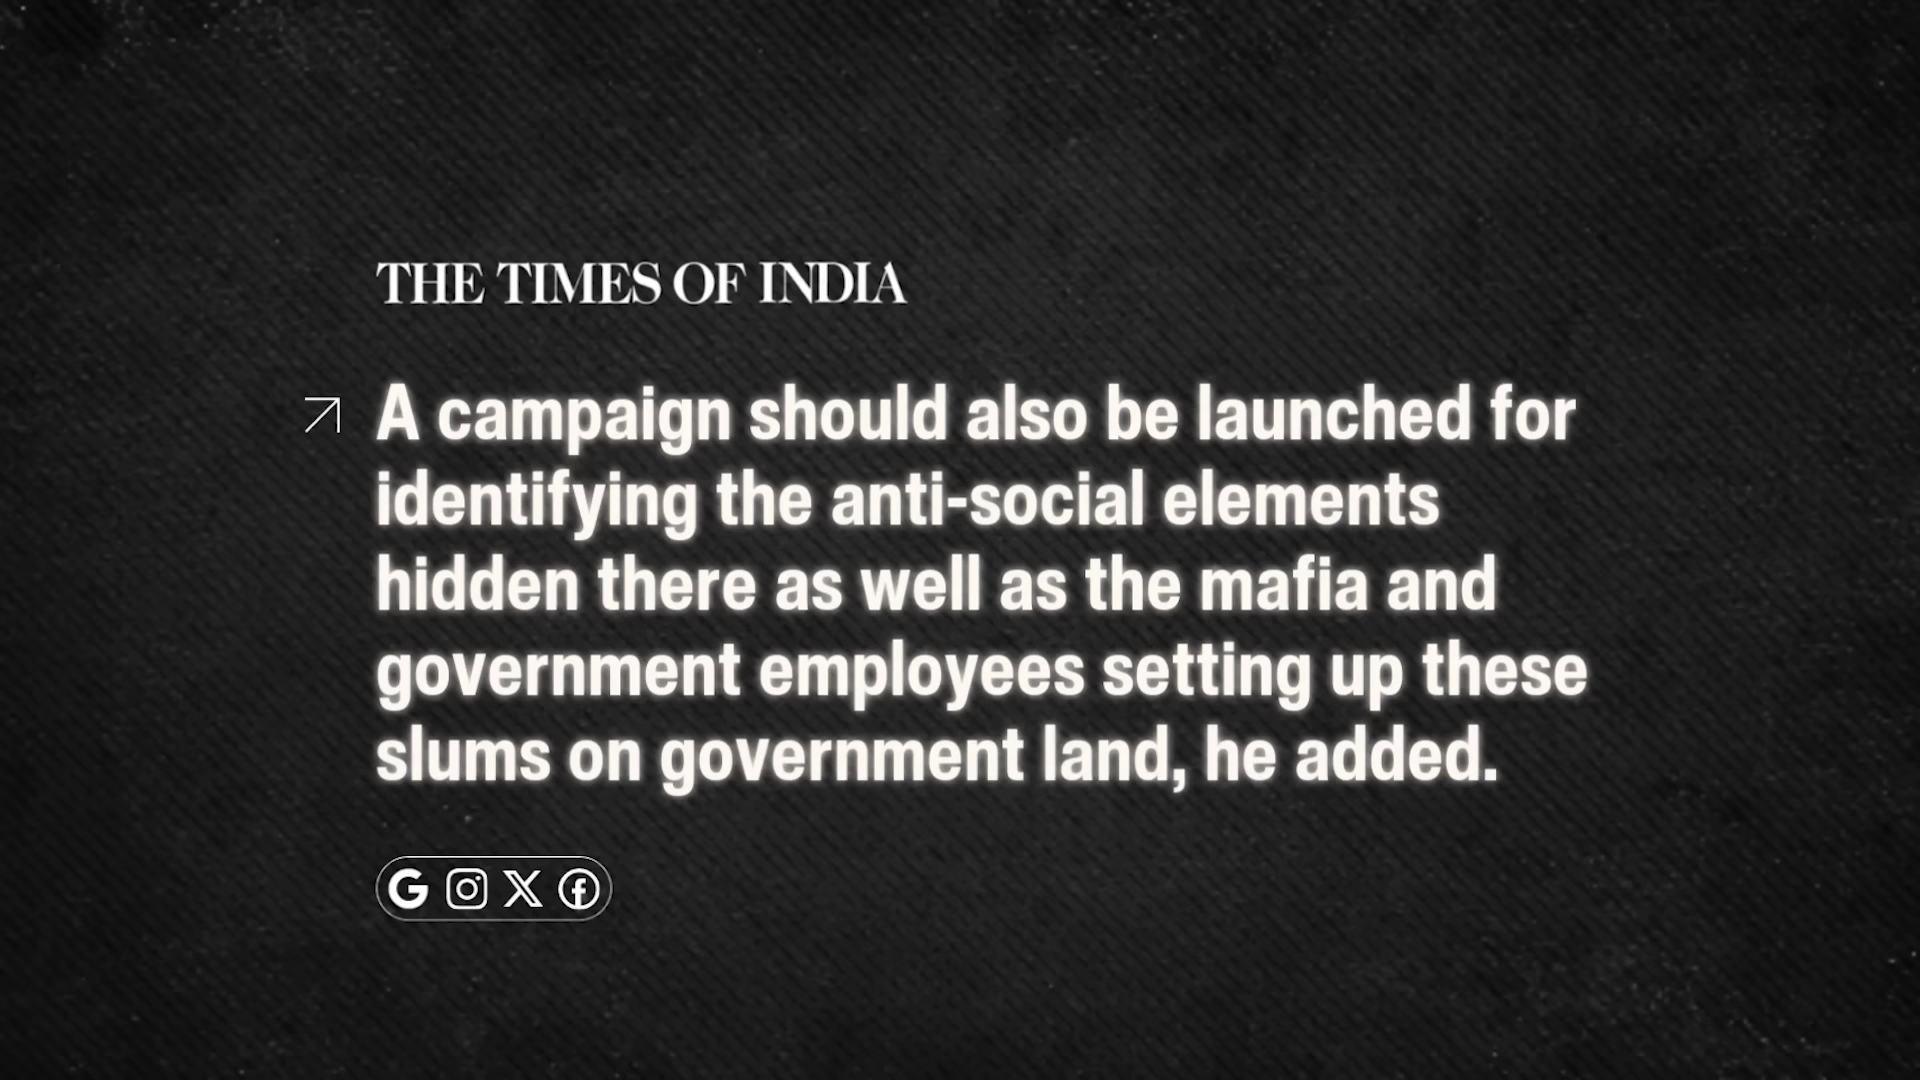 THE TIMES OF INDIA
A campaign should also be launched for
identifying the anti-social elements
hidden there as well as the mafia and
government employees setting up these
slums on government land, he added.